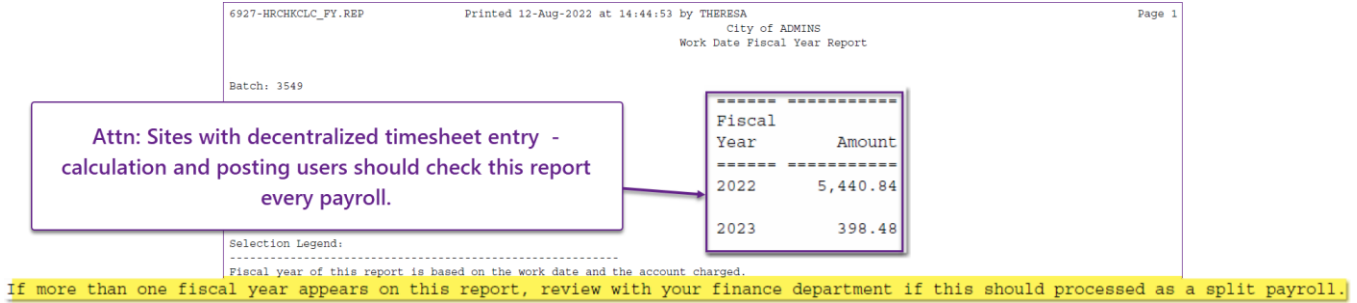 6927-HRCHKCLC_FY.REP Printed 12-Aug-2022 at 14:44:53 by THERESA Page 1
City of ADMINS
Work Date Fiscal Year Report
Batch: 3549
Attn: Sites with decentralized timesheet entry -
calculation and posting users should check this report
every payroll.
====== ===========
Fiscal
Year Amount
====== ===========
2022 5,440.84
2023 398.48
Selection Legend:
-------------------------------------------------------
Fiscal year of this report is based on the work date and the account charged.
If more than one fiscal year appears on this report, review with your finance department if this should processed as a split payroll.